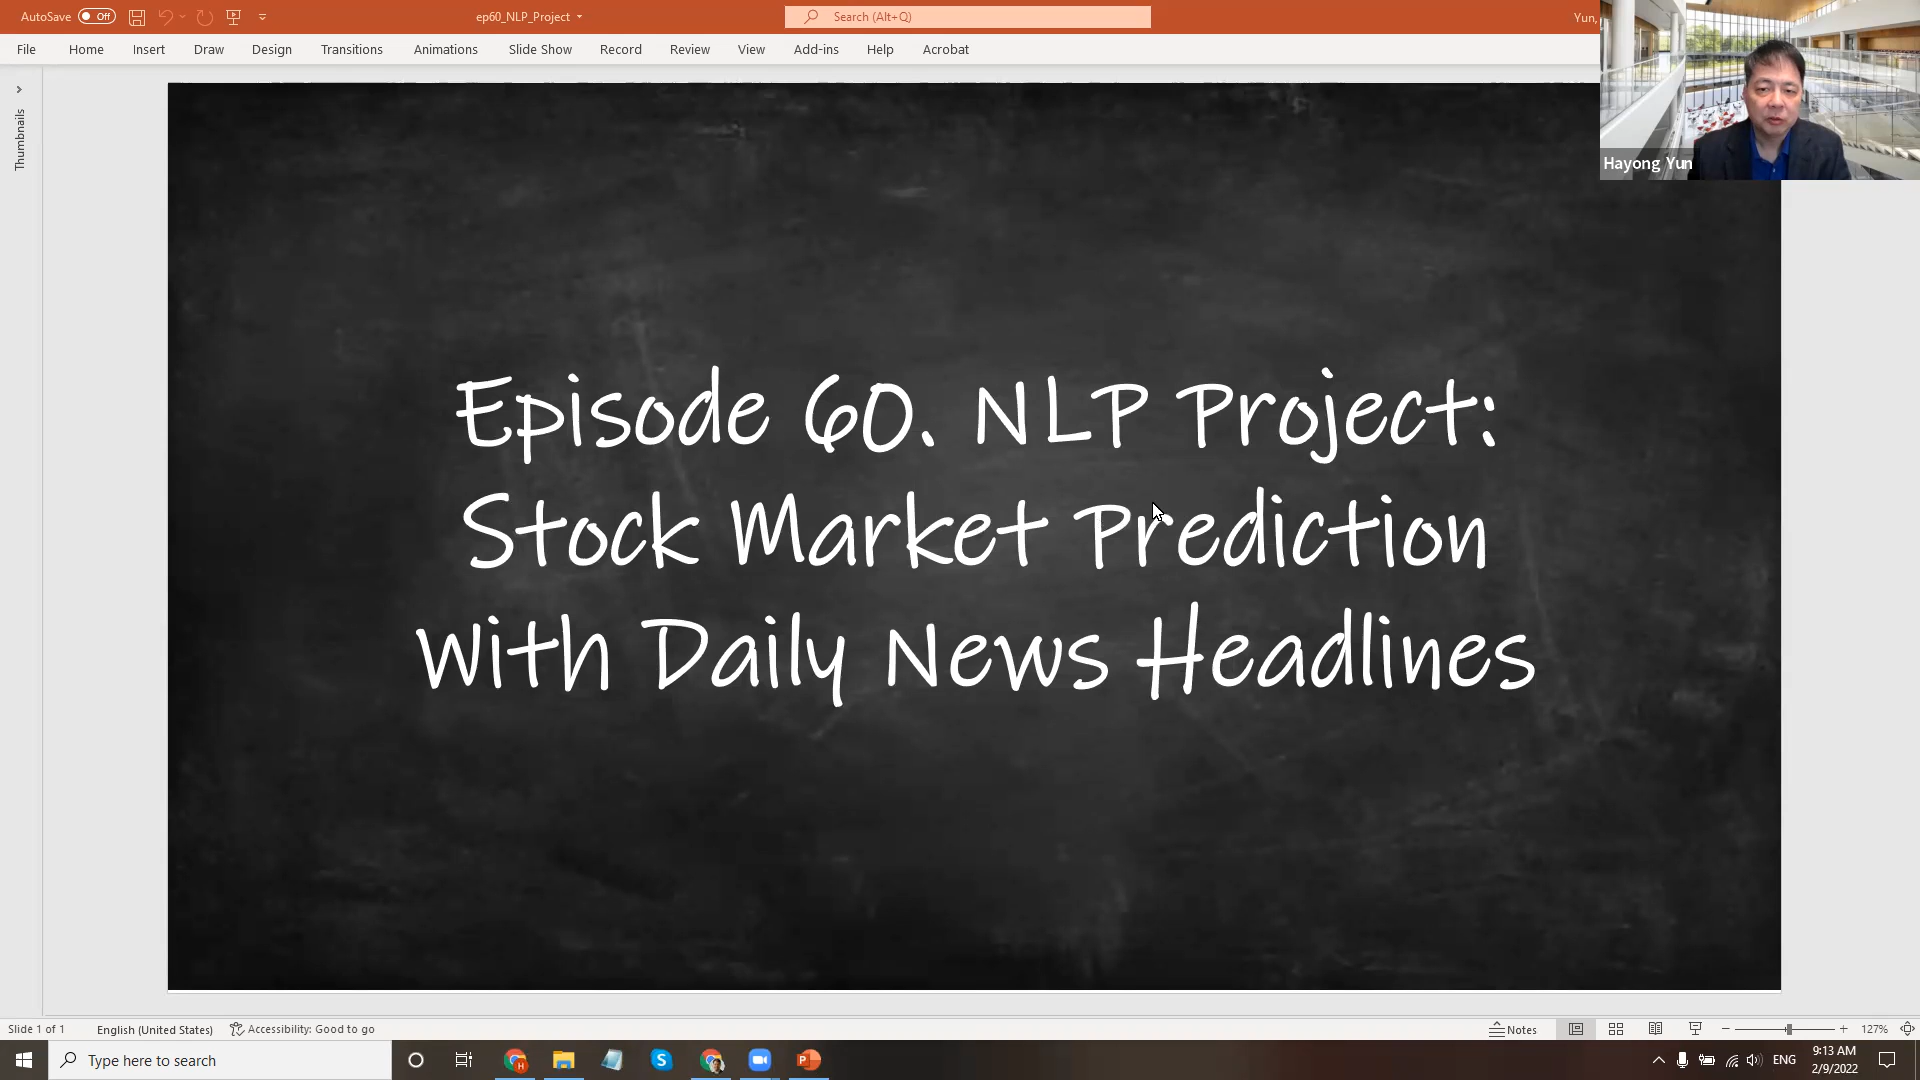 AutoSave Off
ep60_NLP_Project
Search (Alt+Q)
Yun,
File Home Insert Draw Design Transitions Animations Slide Show Record Review View Add-ins Help Acrobat
Hayong Yun
Thumbnails
Episode 60. NLP Project:
Stock Market Prediction
with Daily News Headlines
Slide 1 of 1 English (United States) Accessibility: Good to go Notes 127%
Type here to search
ENG
9:13 AM
2/9/2022